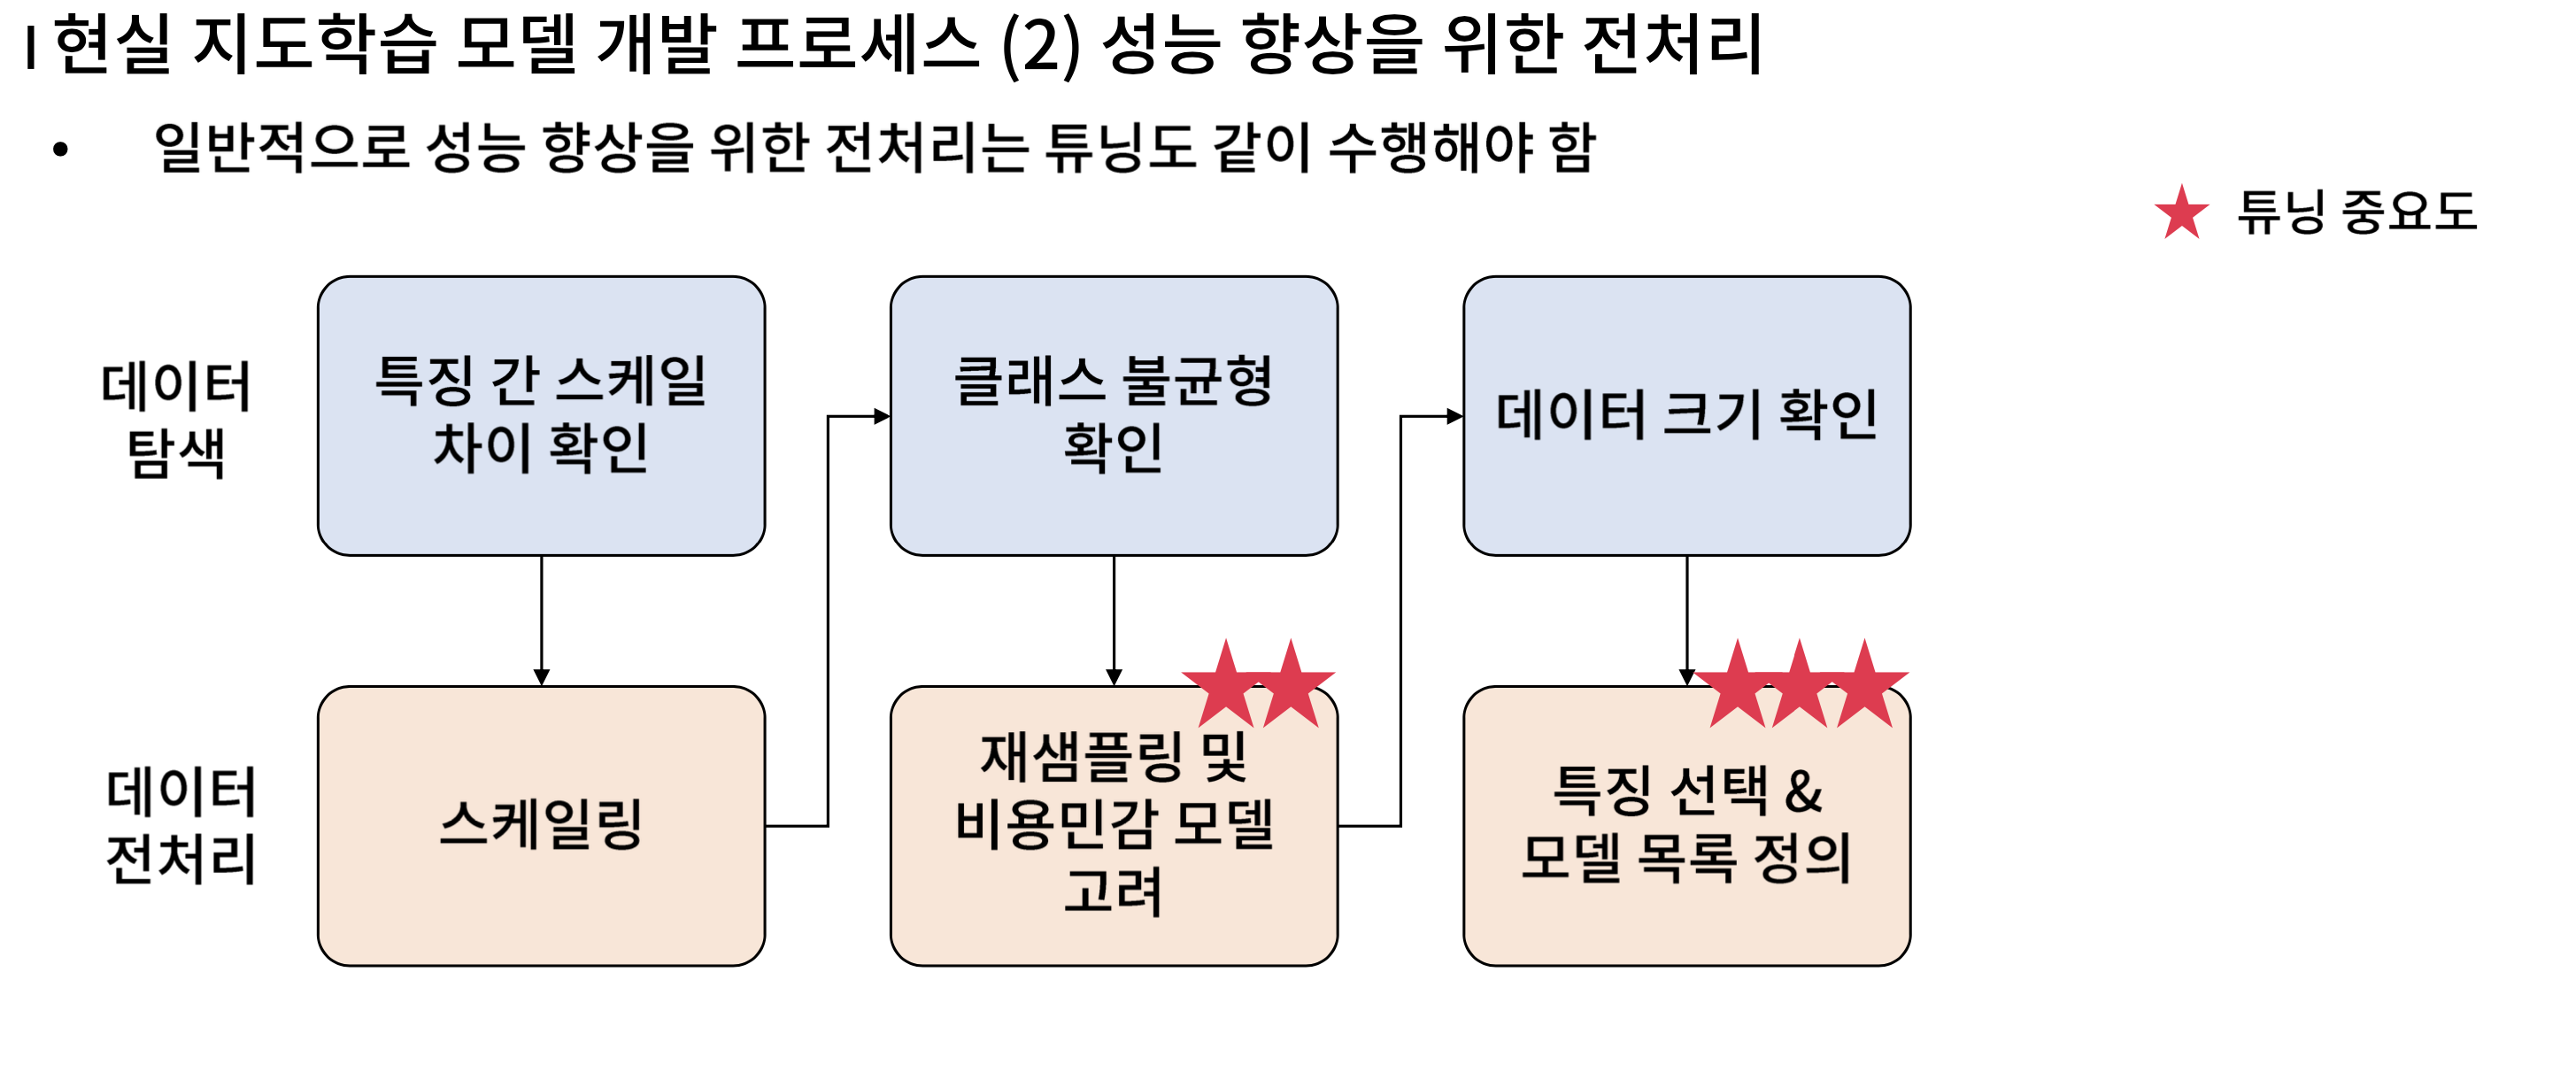 현실 지도학습 모델 개발 프로세스 (2) 성능 향상을 위한 전처리
• 일반적으로 성능 향상을 위한 전처리는 튜닝도 같이 수행해야 함
★ 튜닝 중요도
데이터
탐색
특징 간 스케일
차이 확인
클래스 불균형
확인
데이터 크기 확인
데이터
전처리
스케일링
재샘플링 및
비용민감 모델
고려
특징 선택 &
모델 목록 정의